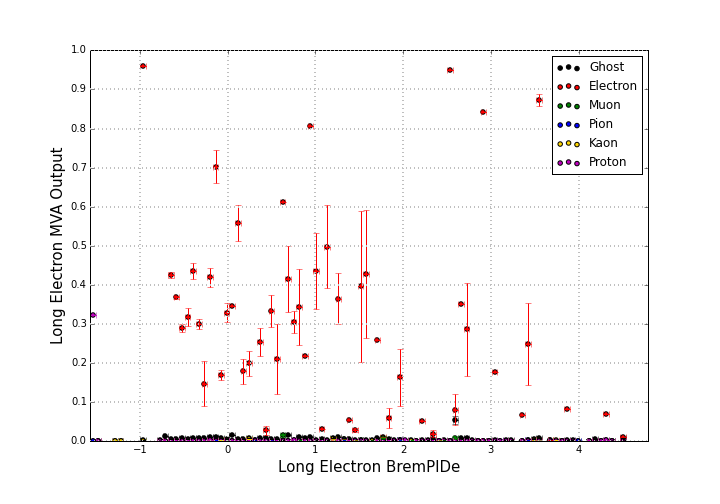 1.0
0.9
0.8
0.7
0.6
0.5
0.4
0.3
0.2
0.1
0.0
−1
0
1
2
3
4
Long Electron BremPIDe
Long Electron MVA Output
Ghost
Electron
Muon
Pion
Kaon
Proton